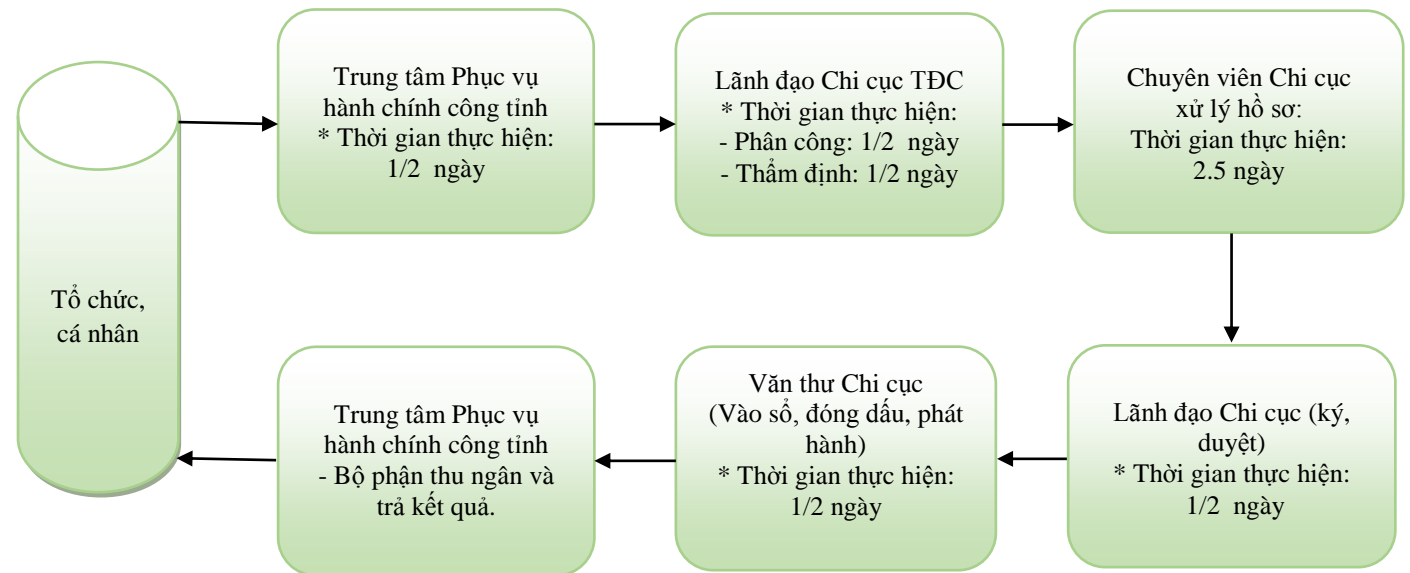 Tổ chức,
cá nhân
Trung tâm Phục vụ
hành chính công tỉnh
* Thời gian thực hiện:
1/2 ngày
Lãnh đạo Chi cục TĐC
* Thời gian thực hiện:
- Phân công: 1/2 ngày
- Thẩm định: 1/2 ngày
Chuyên viên Chi cục
xử lý hồ sơ:
Thời gian thực hiện:
2.5 ngày
Lãnh đạo Chi cục (ký,
duyệt)
* Thời gian thực hiện:
1/2 ngày
Văn thư Chi cục
(Vào sổ, đóng dấu, phát
hành)
* Thời gian thực hiện:
1/2 ngày
Trung tâm Phục vụ
hành chính công tỉnh
- Bộ phận thu ngân và
trả kết quả.